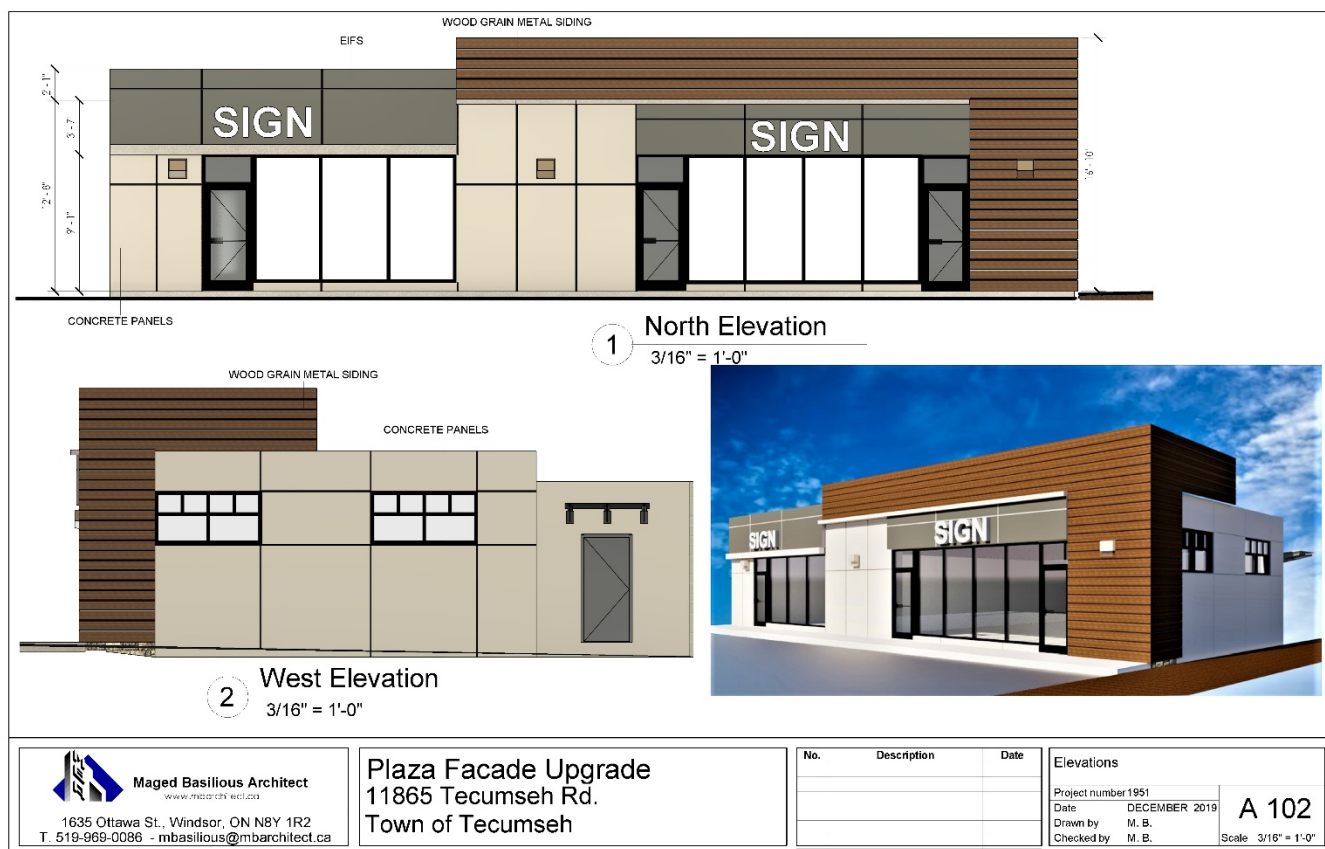 WOOD GRAIN METAL SIDING
EIFS
2' - 1"
3' - 7"
12' - 8"
9' - 1"
16' - 10"
SIGN
SIGN
CONCRETE PANELS
1
North Elevation
3/16" = 1'-0"
WOOD GRAIN METAL SIDING
CONCRETE PANELS
2
West Elevation
3/16" = 1'-0"
SIGN
SIGN
Maged Basilious Architect
www.mbarchitect.ca
1635 Ottawa St., Windsor, ON N8Y 1R2
T. 519-969-0086 - mbasilious@mbarchitect.ca
Plaza Facade Upgrade
11865 Tecumseh Rd.
Town of Tecumseh
No. Description Date
Elevations
Project number 1951
Date DECEMBER 2019
Drawn by M. B.
Checked by M. B.
A 102
Scale 3/16" = 1'-0"